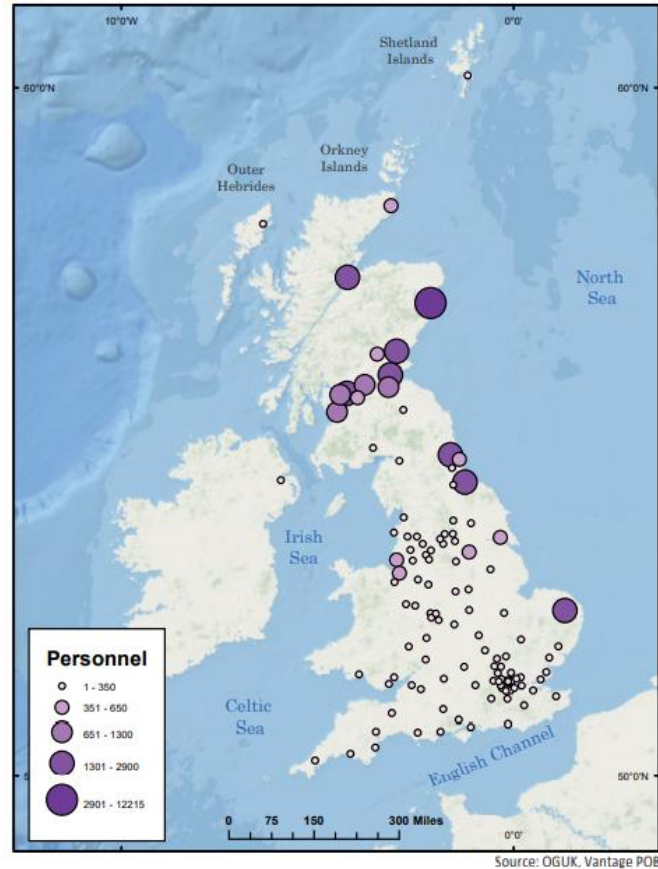 10°0'W
0°0'
Shetland
Islands
60°0'N
60°0'N
Orkney
Islands
Outer
Hebrides
North
Sea
Irish
Sea
Personnel
1 - 350
351 - 650
651 - 1300
1301 - 2900
2901 - 12215
Celtic
Sea
English Channel
50°0'N
0 75 150 300 Miles
0°0'
Source: OGUK, Vantage POB